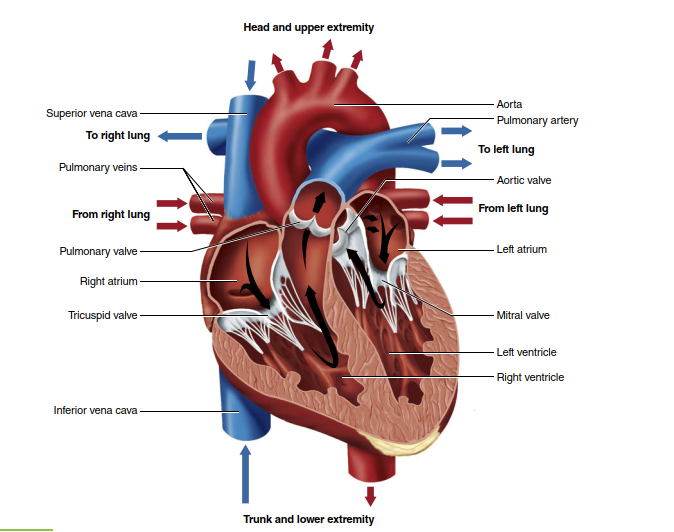 Head and upper extremity
Aorta
Superior vena cava
Pulmonary artery
To right lung
To left lung
Pulmonary veins
Aortic valve
From right lung
From left lung
Pulmonary valve
Left atrium
Right atrium
Tricuspid valve
Mitral valve
Left ventricle
Right ventricle
Inferior vena cava
Trunk and lower extremity